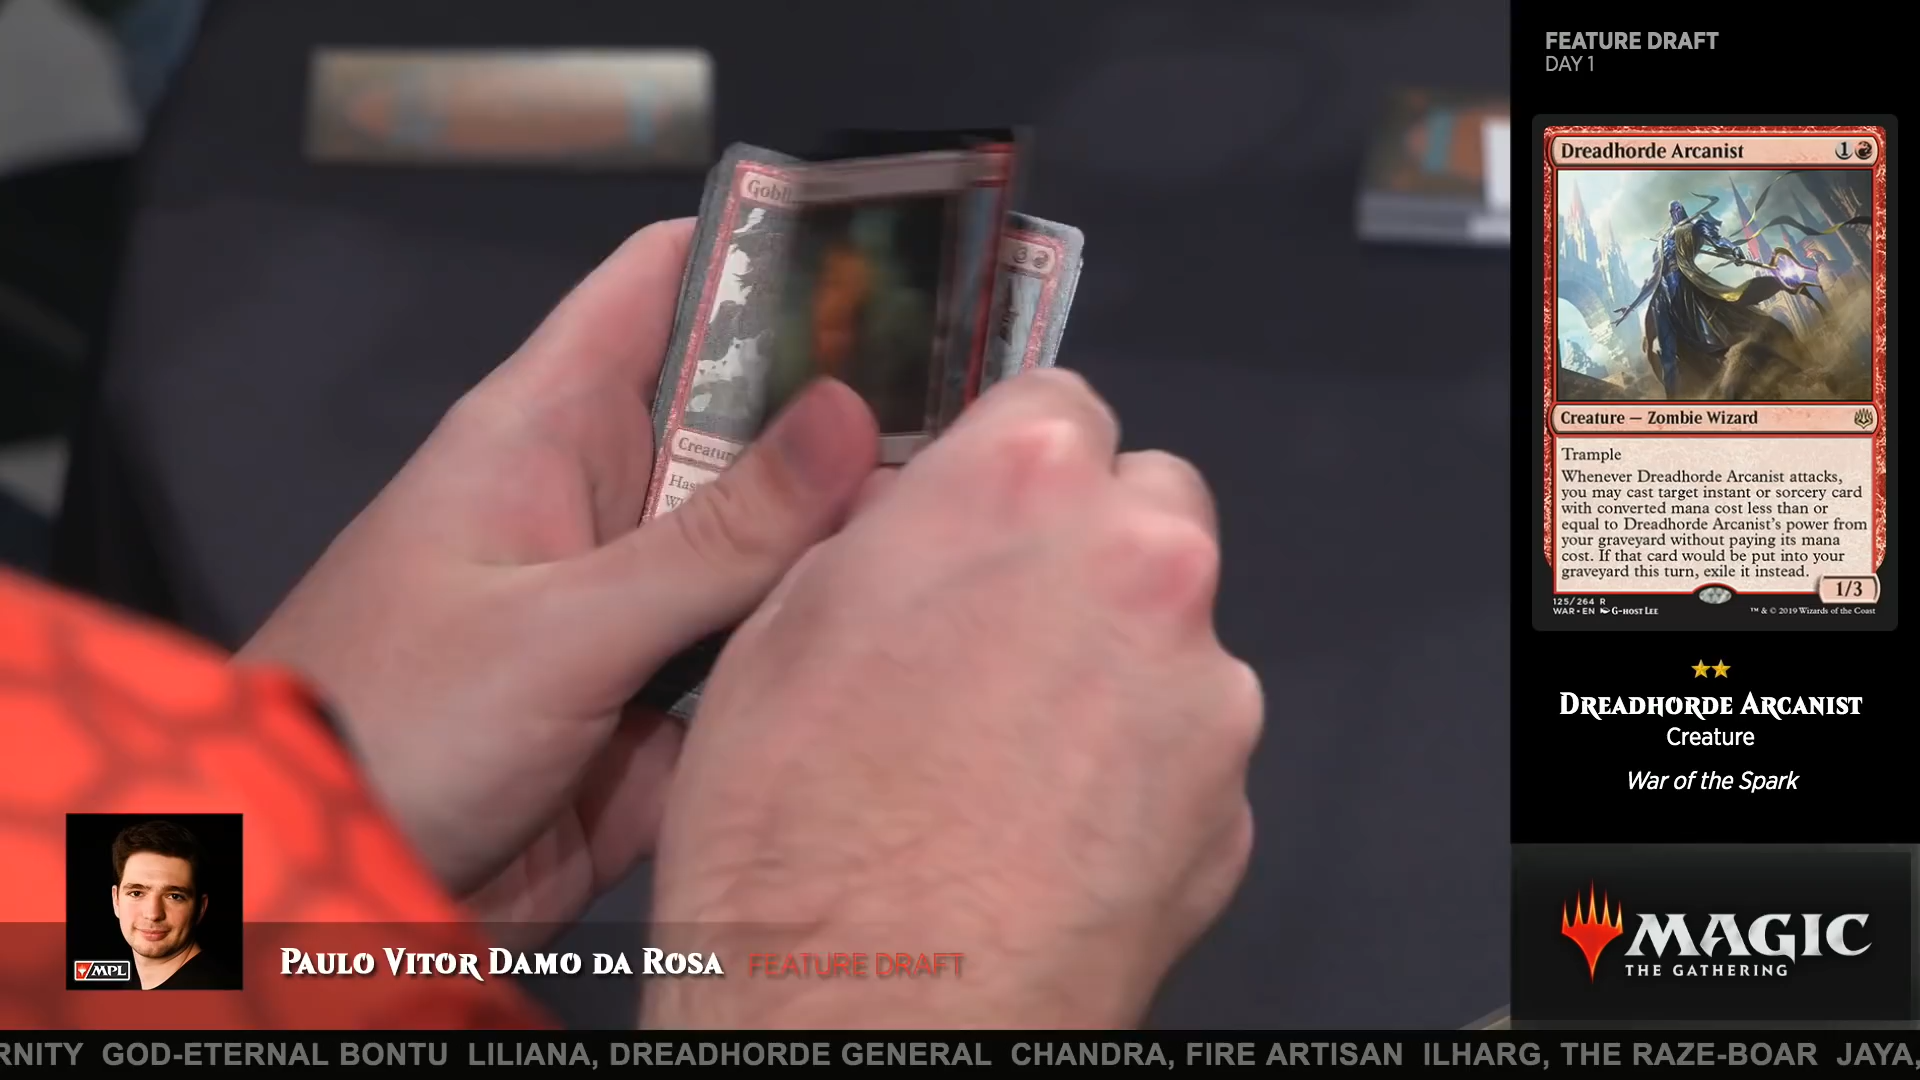 FEATURE DRAFT
DAY 1
Dreadhorde Arcanist 1
Creature — Zombie Wizard
Trample
Whenever Dreadhorde Arcanist attacks,
you may cast target instant or sorcery card
with converted mana cost less than or
equal to Dreadhorde Arcanist's power from
your graveyard without paying its mana
cost. If that card would be put into your
graveyard this turn, exile it instead.
1/3
125/264 R
WAR • EN G-HOST LEE ™ & © 2019 Wizards of the Coast
DREADHORDE ARCANIST
Creature
War of the Spark
MAGIC
THE GATHERING
3
MPL
PAULO VITOR DAMO DA ROSA FEATURE DRAFT
RNITY GOD-ETERNAL BONTU LILIANA, DREADHORDE GENERAL CHANDRA, FIRE ARTISAN ILHARG, THE RAZE-BOAR JAYA,